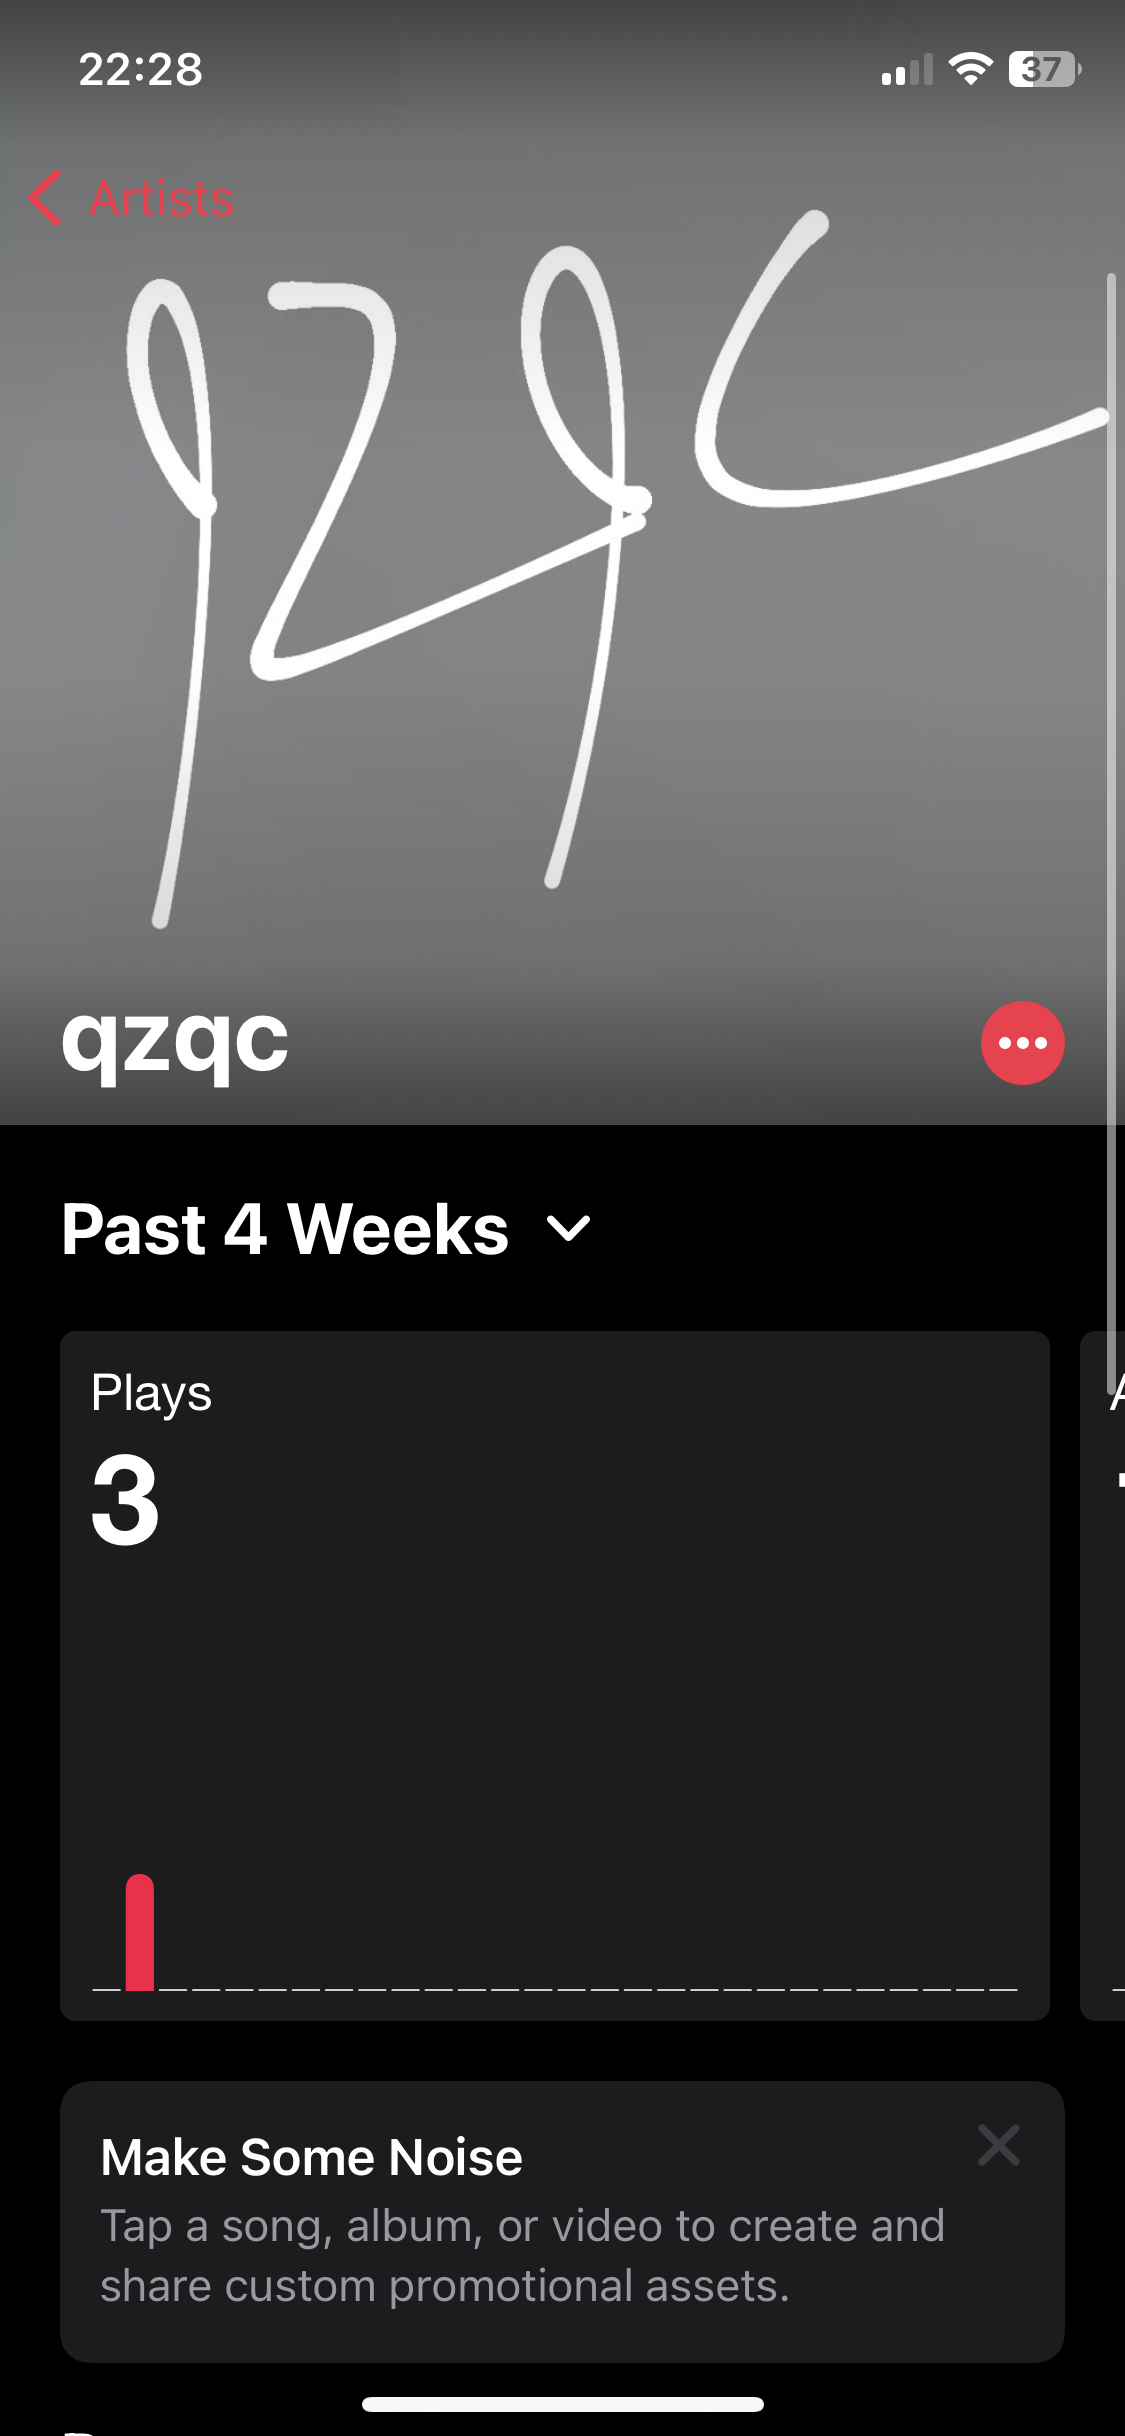 22:28
37
Artists
qzqc
qzqc
Past 4 Weeks
Plays
3
Make Some Noise
Tap a song, album, or video to create and
share custom promotional assets.